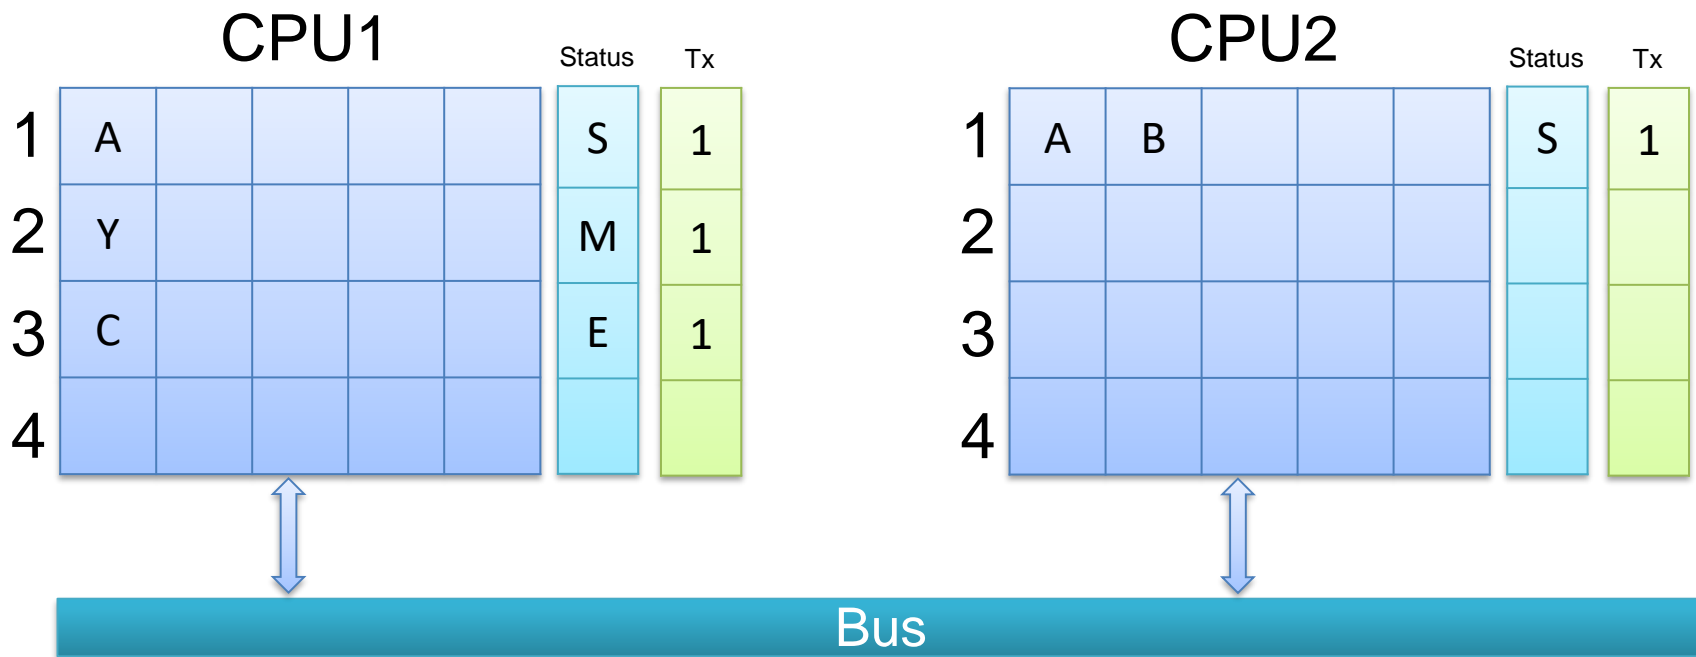 CPU1 Status Tx CPU2 Status Tx
1 A S 1 1 A B S 1
2 Y M 1 2
3 C E 1 3
4 4
Bus